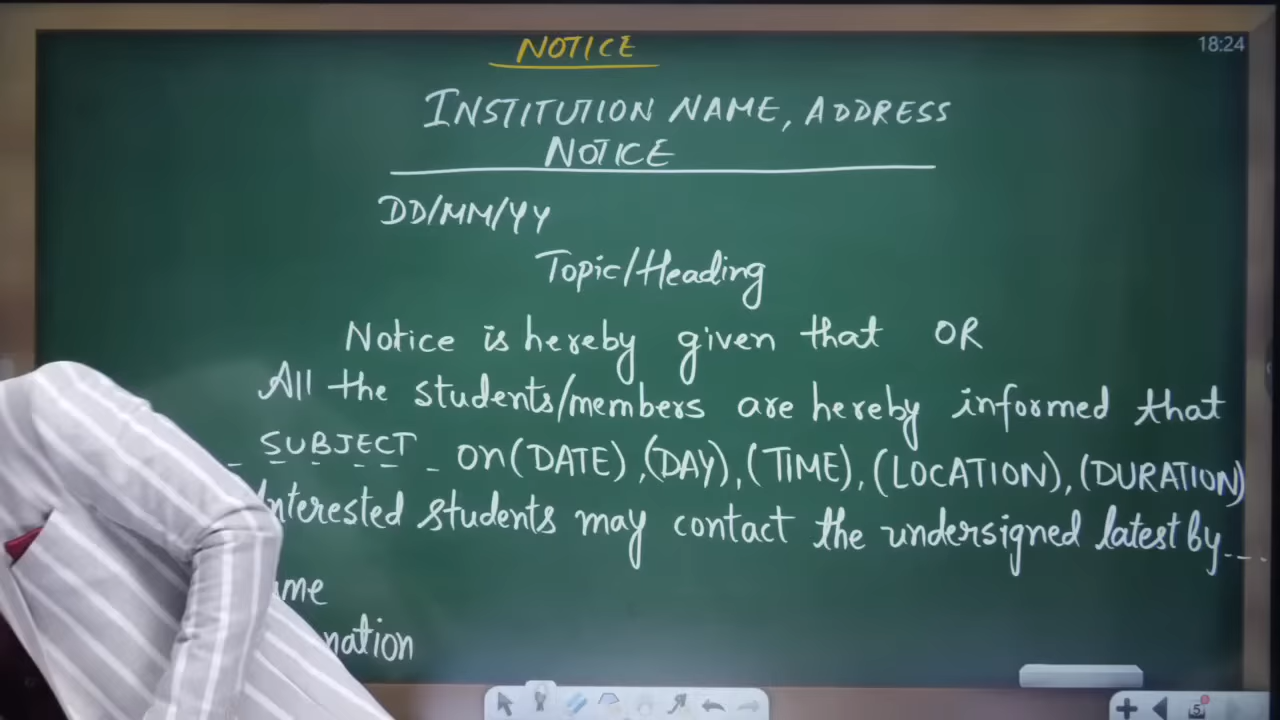 NOTICE
18:24
INSTITUTION NAME, ADDRESS
NOTICE
DD/MM/YY
Topic/Heading
Notice is hereby given that OR
All the students/members are hereby informed that
_ SUBJECT _ on (DATE), (DAY), (TIME), (LOCATION), (DURATION)
Interested students may contact the undersigned latest by....
me
nation
5